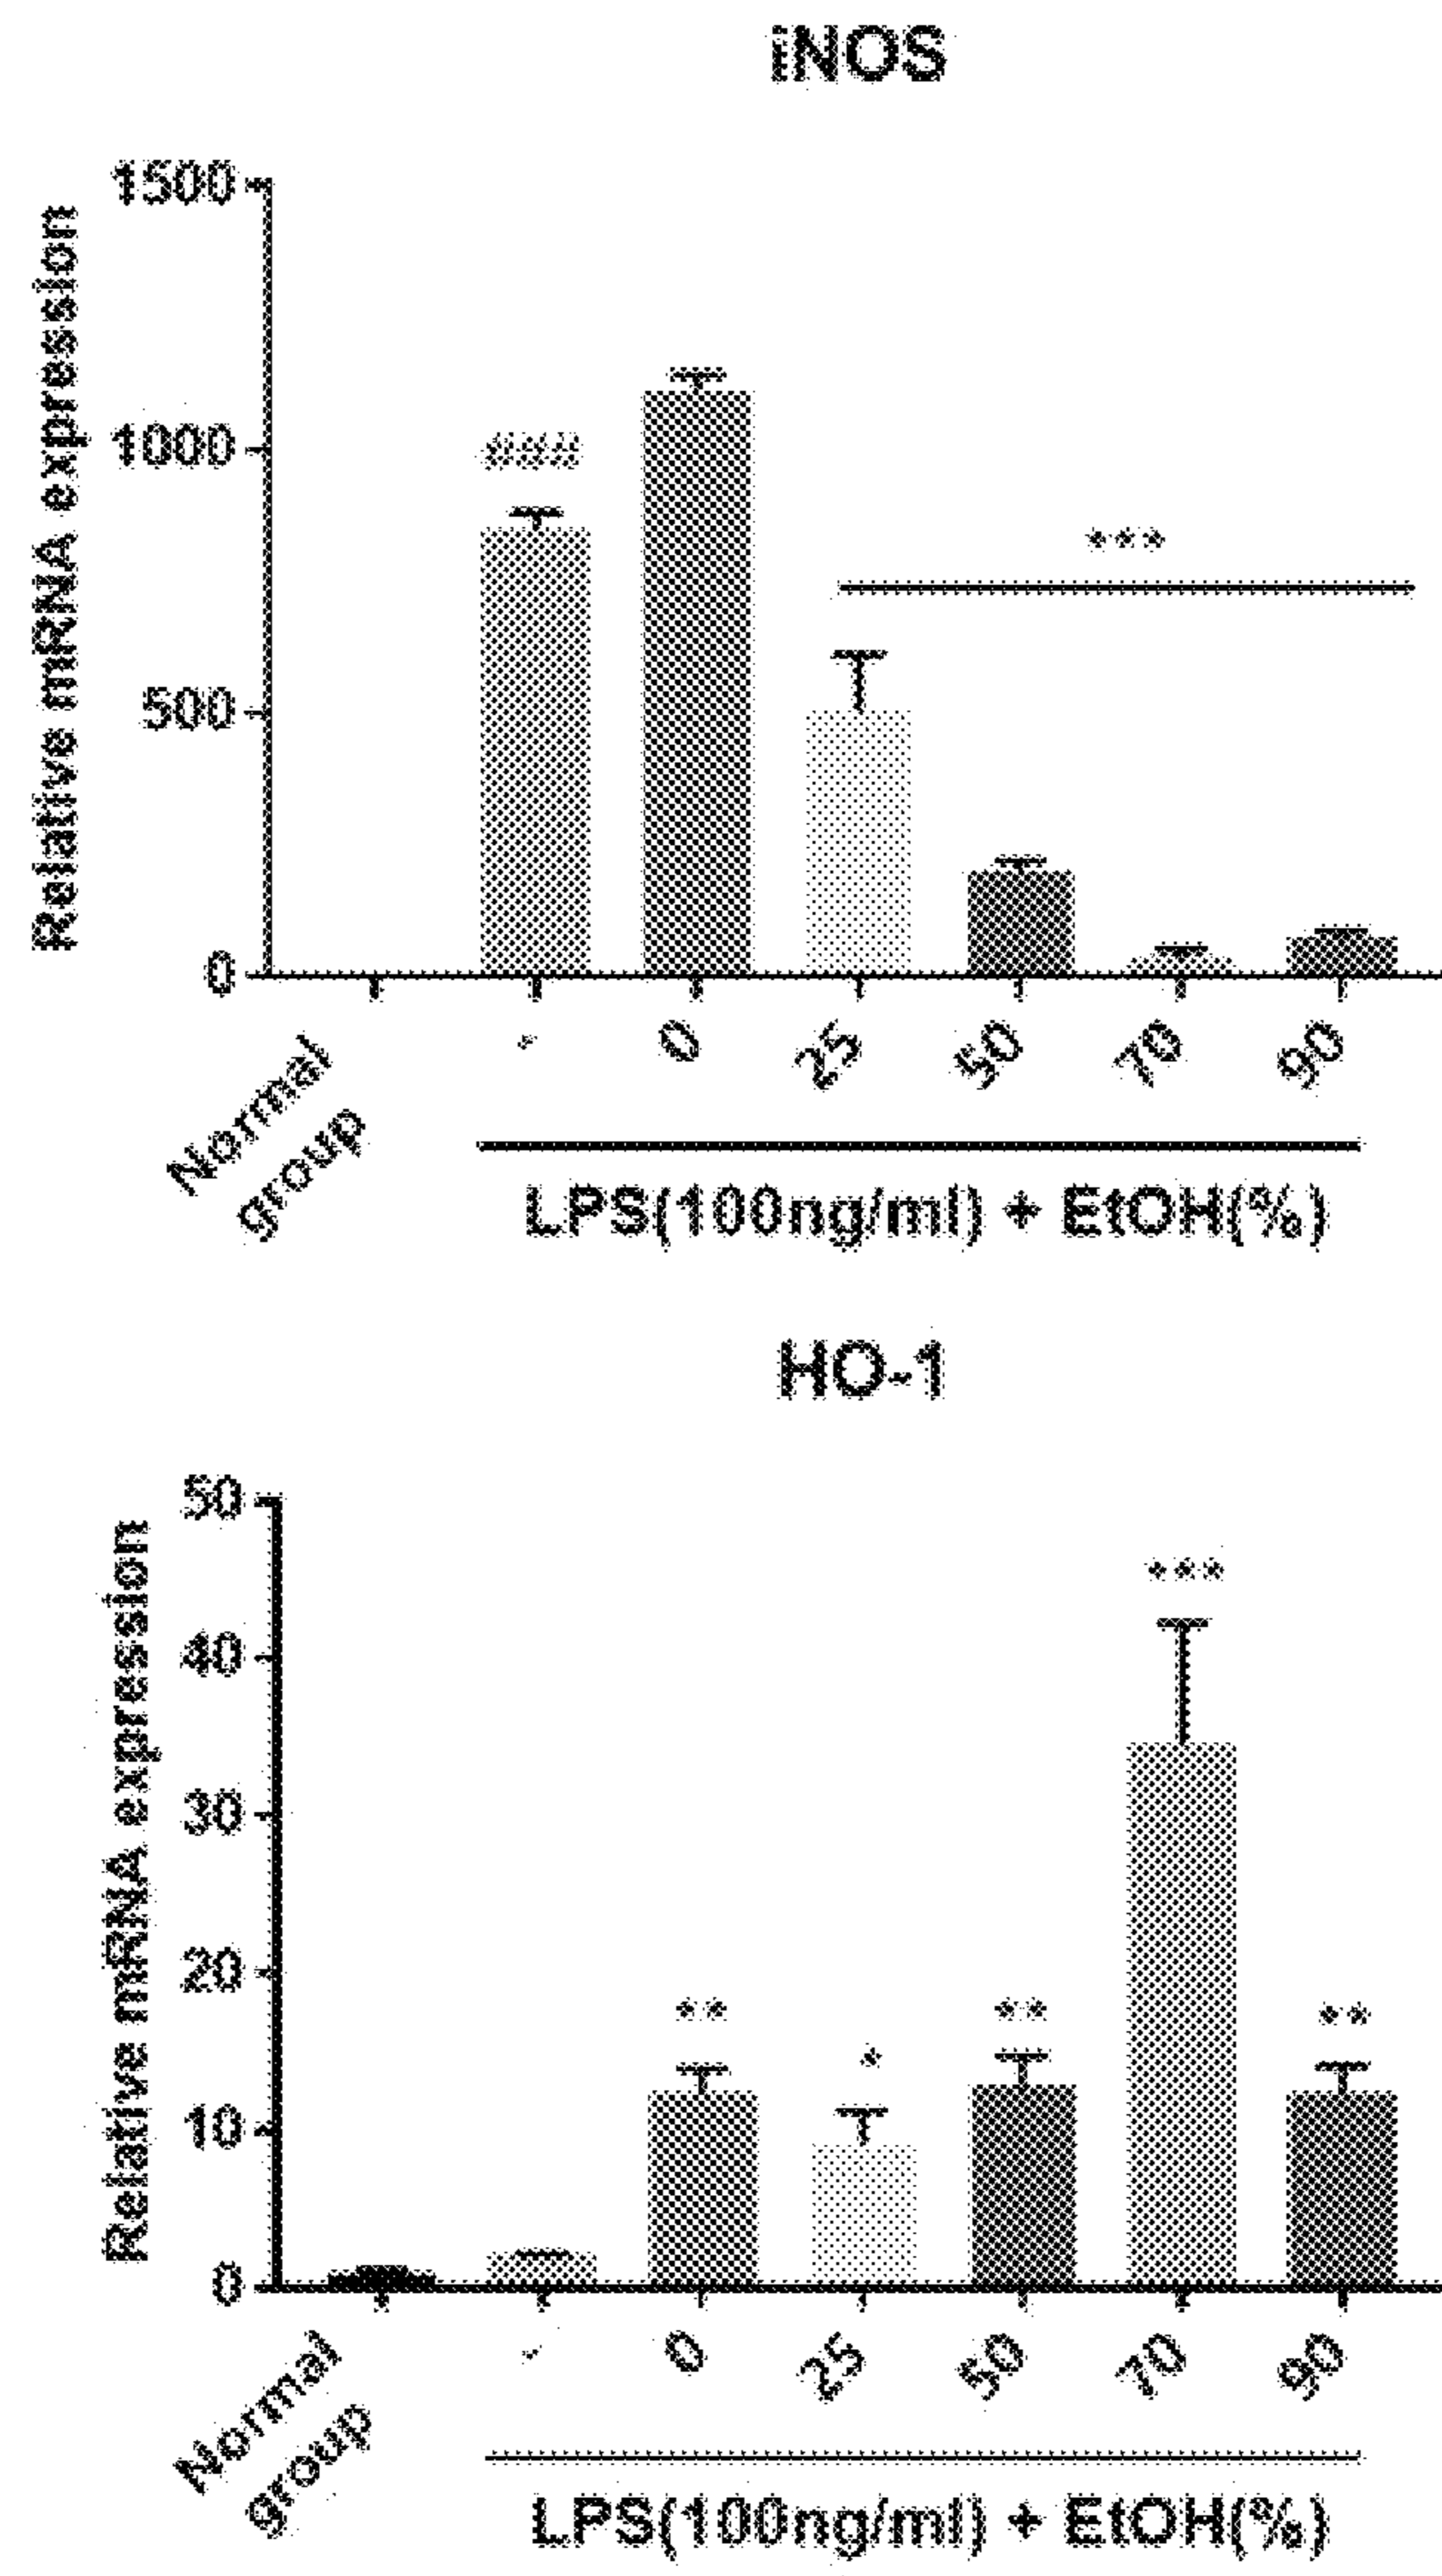 iNOS
Relative mRNA expression
1500
1000
500
0
###
***
Normal
group
-
0
25
50
70
90
LPS(100ng/ml) + EtOH(%)
HO-1
Relative mRNA expression
50
40
30
20
10
0
**
*
**
***
**
Normal
group
-
0
25
50
70
90
LPS(100ng/ml) + EtOH(%)